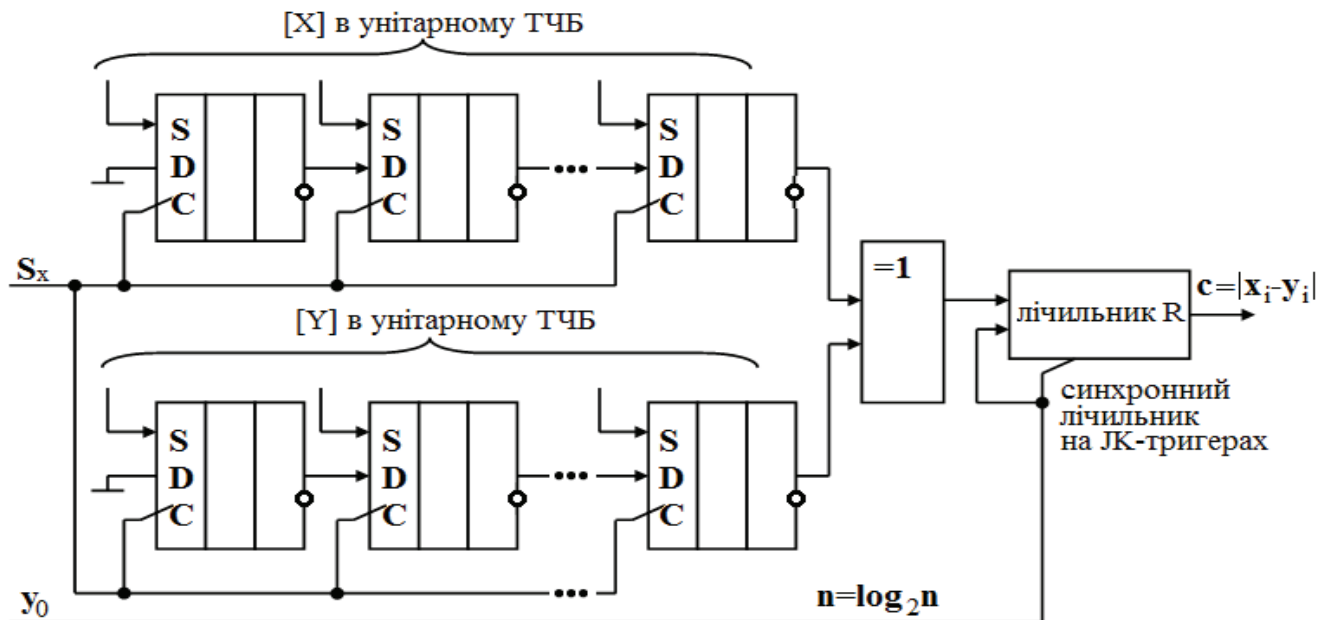 [X] в унітарному ТЧБ
S
D
C
S
D
C
•••
S
D
C
Sx
=1
лічильник R
c=|xi-yi|
[Y] в унітарному ТЧБ
S
D
C
S
D
C
•••
S
D
C
синхронний
лічильник
на JK-тригерах
•••
y0
n=log2n